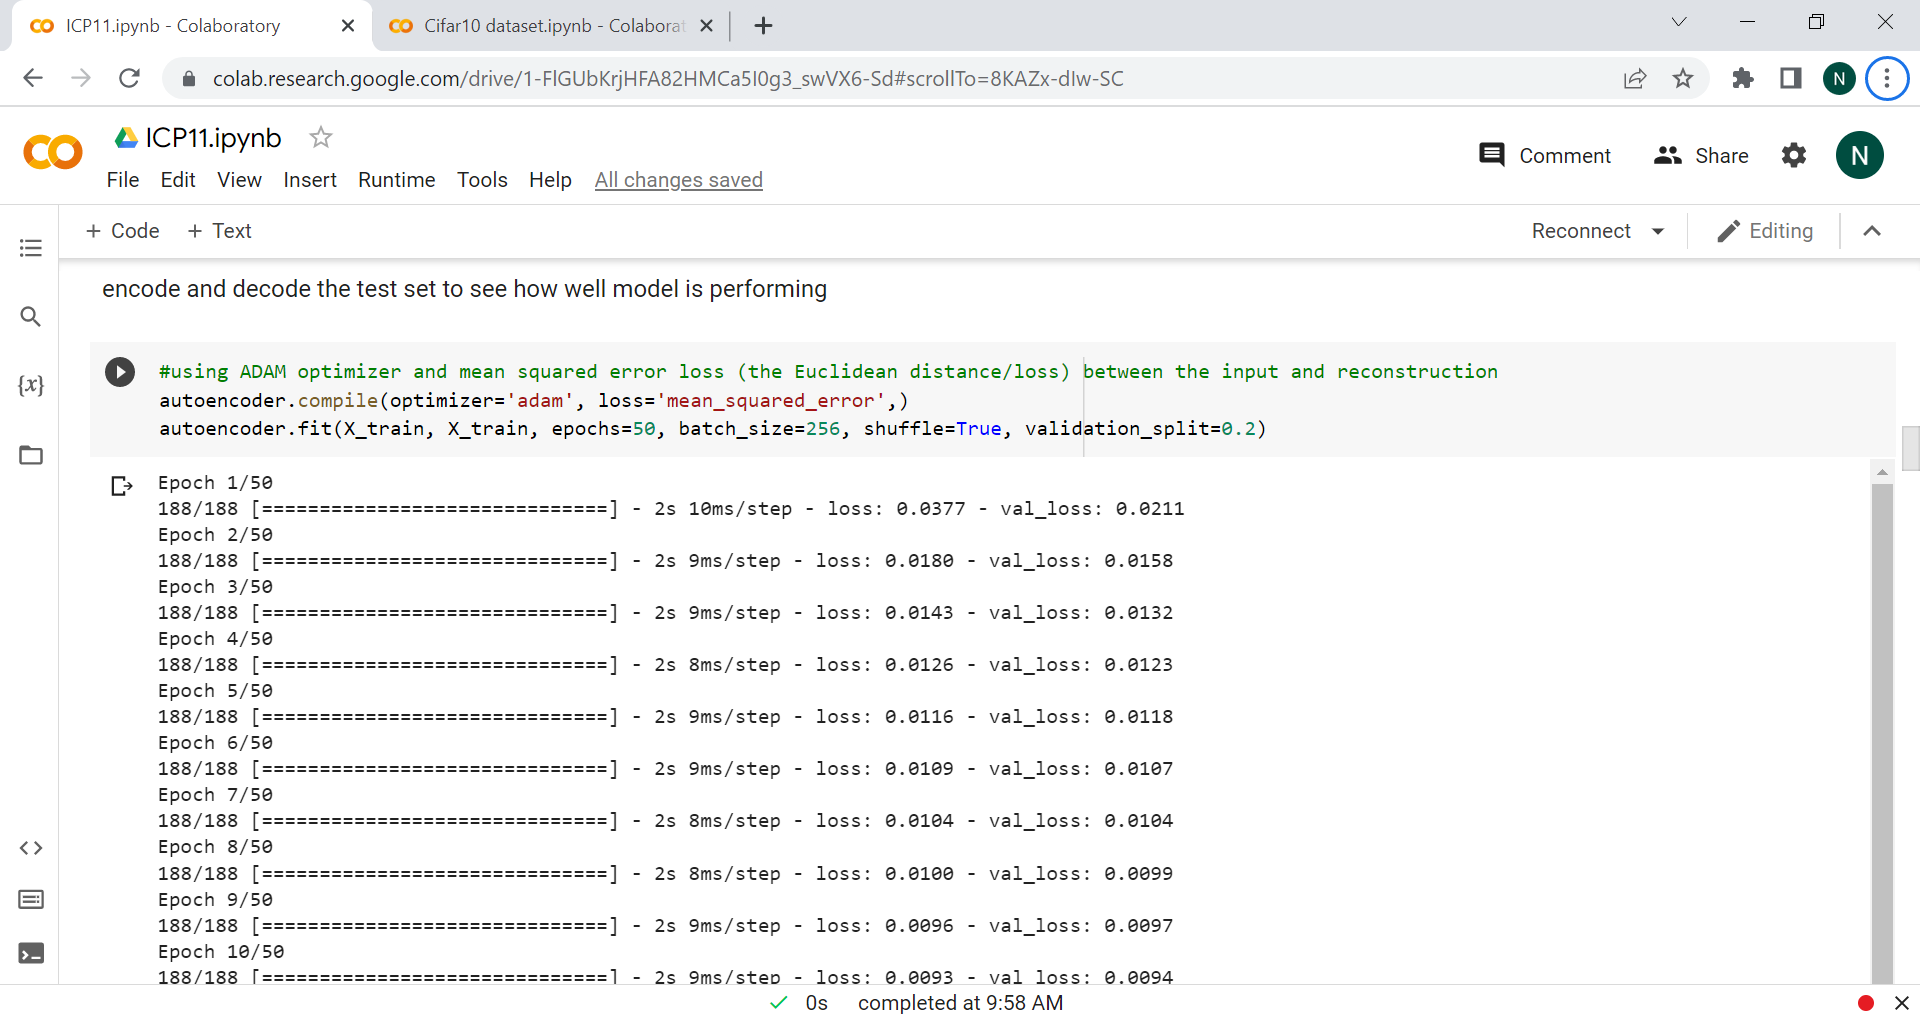 ICP11.ipynb - Colaboratory
Cifar10 dataset.ipynb - Colaborat
colab.research.google.com/drive/1-FlGUbKrjHFA82HMCa5I0g3_swVX6-Sd#scrollTo=8KAZx-dIw-SC
N
ICP11.ipynb
Comment
Share
N
File Edit View Insert Runtime Tools Help All changes saved
+ Code + Text
Reconnect
Editing
encode and decode the test set to see how well model is performing
{x}
#using ADAM optimizer and mean squared error loss (the Euclidean distance/loss) between the input and reconstruction
autoencoder.compile(optimizer='adam', loss='mean_squared_error',)
autoencoder.fit(X_train, X_train, epochs=50, batch_size=256, shuffle=True, validation_split=0.2)
Epoch 1/50
188/188 [==============================] - 2s 10ms/step - loss: 0.0377 - val_loss: 0.0211
Epoch 2/50
188/188 [==============================] - 2s 9ms/step - loss: 0.0180 - val_loss: 0.0158
Epoch 3/50
188/188 [==============================] - 2s 9ms/step - loss: 0.0143 - val_loss: 0.0132
Epoch 4/50
188/188 [==============================] - 2s 8ms/step - loss: 0.0126 - val_loss: 0.0123
Epoch 5/50
188/188 [==============================] - 2s 9ms/step - loss: 0.0116 - val_loss: 0.0118
Epoch 6/50
188/188 [==============================] - 2s 9ms/step - loss: 0.0109 - val_loss: 0.0107
Epoch 7/50
188/188 [==============================] - 2s 8ms/step - loss: 0.0104 - val_loss: 0.0104
Epoch 8/50
188/188 [==============================] - 2s 8ms/step - loss: 0.0100 - val_loss: 0.0099
Epoch 9/50
188/188 [==============================] - 2s 9ms/step - loss: 0.0096 - val_loss: 0.0097
Epoch 10/50
188/188 [==============================] - 2s 9ms/step - loss: 0.0093 - val_loss: 0.0094
0s completed at 9:58 AM